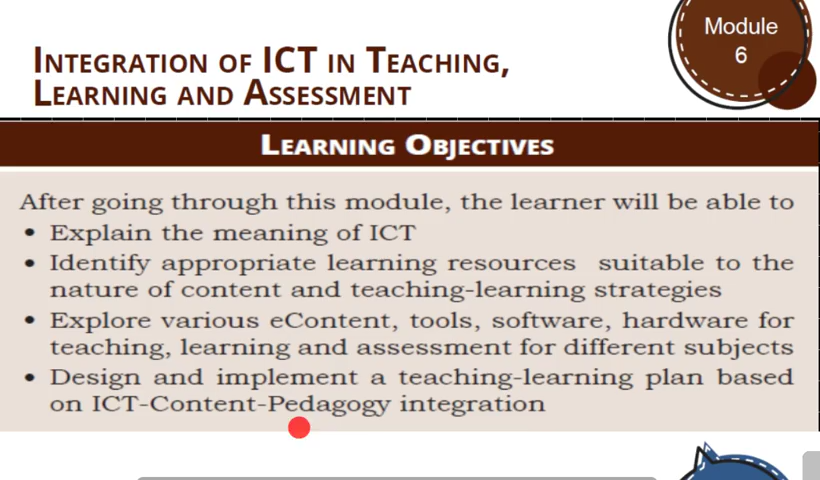 Module
6
INTEGRATION OF ICT IN TEACHING,
LEARNING AND ASSESSMENT
LEARNING OBJECTIVES
After going through this module, the learner will be able to
• Explain the meaning of ICT
• Identify appropriate learning resources suitable to the
nature of content and teaching-learning strategies
• Explore various eContent, tools, software, hardware for
teaching, learning and assessment for different subjects
• Design and implement a teaching-learning plan based
on ICT-Content-Pedagogy integration